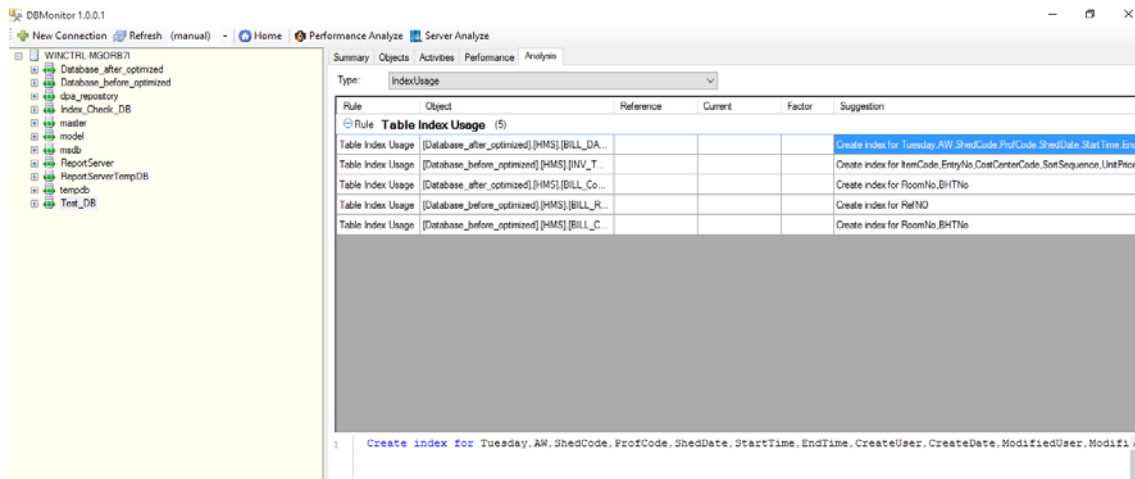 DBMonitor 1.0.0.1
New Connection Refresh (manual) Home Performance Analyze Server Analyze
WINCTRL-MGORB7I
Database_after_optimized
Database_before_optimized
dpa_repostory
Index_Check_DB
master
model
msdb
ReportServer
ReportServerTempDB
tempdb
Test_DB
Summary Objects Activities Performance Analysis
Type: IndexUsage
Rule Object Reference Current Factor Suggestion
Rule Table Index Usage (5)
Table Index Usage [Database_after_optimized].[HMS].[BILL_DA... Create index for Tuesday,AW,ShedCode,ProfCode,ShedDate,StartTime,End
Table Index Usage [Database_before_optimized].[HMS].[INV_T... Create index for ItemCode,EntryNo,CostCenterCode,SortSequence,UnitPrice
Table Index Usage [Database_after_optimized].[HMS].[BILL_Co... Create index for RoomNo,BHTNo
Table Index Usage [Database_before_optimized].[HMS].[BILL_R... Create index for RefNO
Table Index Usage [Database_before_optimized].[HMS].[BILL_C... Create index for RoomNo,BHTNo
1 Create index for Tuesday,AW,ShedCode,ProfCode,ShedDate,StartTime,EndTime,CreateUser,CreateDate,ModifiedUser,Modifi